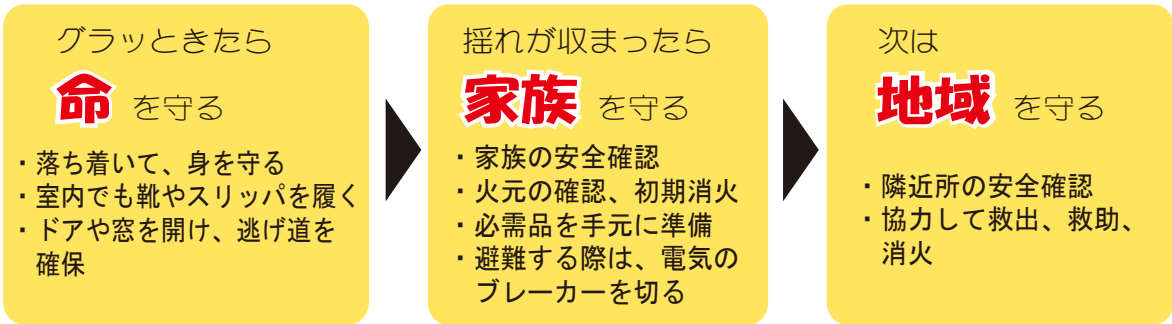 グラッときたら
命 を守る
・落ち着いて、身を守る
・室内でも靴やスリッパを履く
・ドアや窓を開け、逃げ道を
確保
揺れが収まったら
家族 を守る
・家族の安全確認
・火元の確認、初期消火
・必需品を手元に準備
・避難する際は、電気の
ブレーカーを切る
次は
地域 を守る
・隣近所の安全確認
・協力して救出、救助、
消火